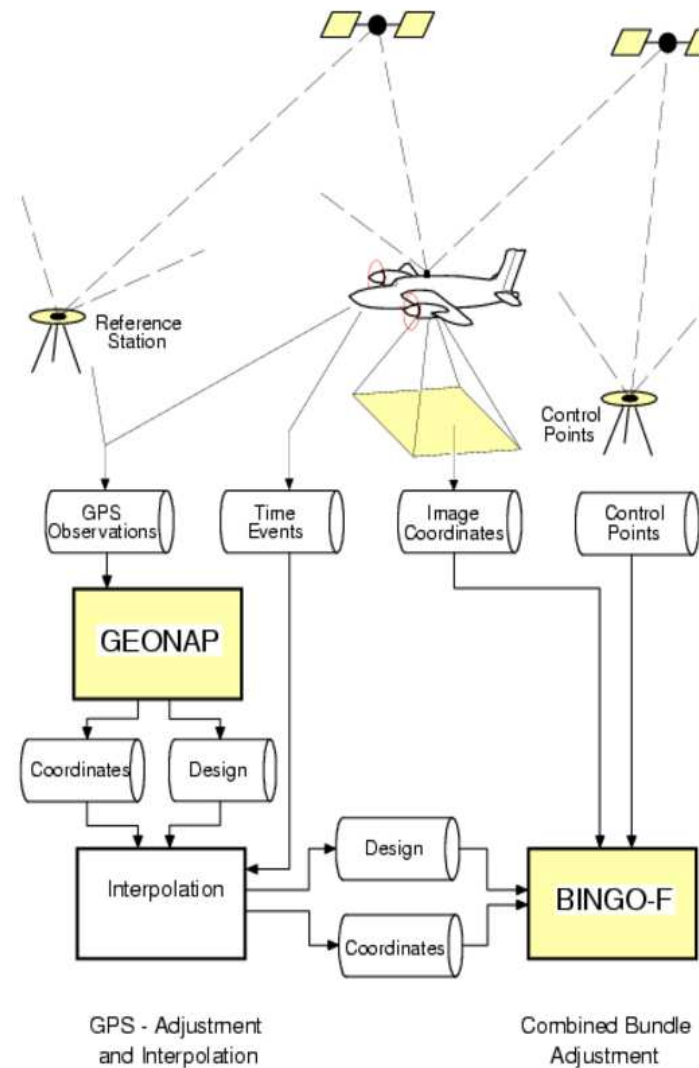 Reference
Station
Control
Points
GPS
Observations
Time
Events
Image
Coordinates
Control
Points
GEONAP
Coordinates
Design
Interpolation
Design
Coordinates
BINGO-F
GPS - Adjustment
and Interpolation
Combined Bundle
Adjustment